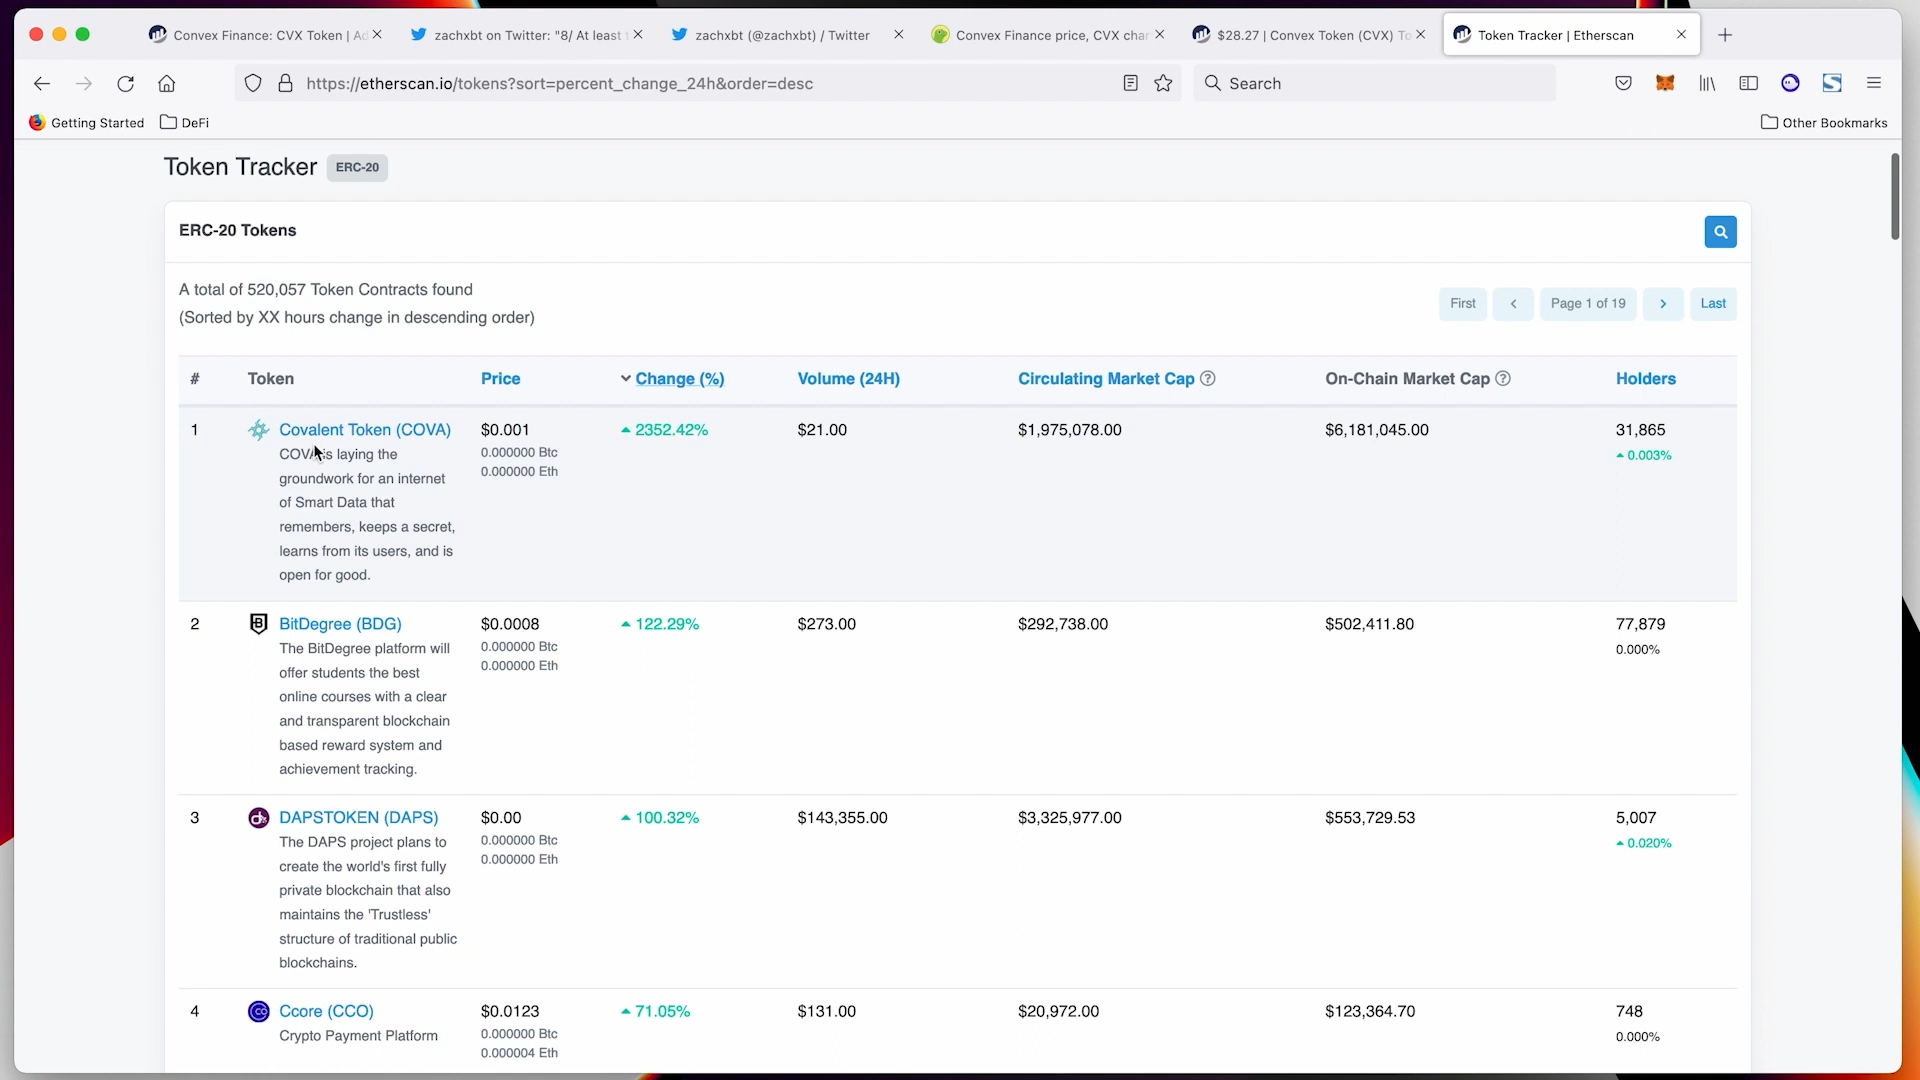 Convex Finance: CVX Token | Ad
zachxbt on Twitter: "8/ At least
zachxbt (@zachxbt) / Twitter
Convex Finance price, CVX char
$28.27 | Convex Token (CVX) To
Token Tracker | Etherscan
https://etherscan.io/tokens?sort=percent_change_24h&order=desc
Search
Getting Started
DeFi
Other Bookmarks
Token Tracker
ERC-20
ERC-20 Tokens
A total of 520,057 Token Contracts found
(Sorted by XX hours change in descending order)
First
Page 1 of 19
Last
# Token Price Change (%) Volume (24H) Circulating Market Cap On-Chain Market Cap Holders
1 Covalent Token (COVA) $0.001 2352.42% $21.00 $1,975,078.00 $6,181,045.00 31,865
COVA is laying the 0.000000 Btc 0.003%
groundwork for an internet 0.000000 Eth
of Smart Data that
remembers, keeps a secret,
learns from its users, and is
open for good.
2 BitDegree (BDG) $0.0008 122.29% $273.00 $292,738.00 $502,411.80 77,879
The BitDegree platform will 0.000000 Btc 0.000%
offer students the best 0.000000 Eth
online courses with a clear
and transparent blockchain
based reward system and
achievement tracking.
3 DAPSTOKEN (DAPS) $0.00 100.32% $143,355.00 $3,325,977.00 $553,729.53 5,007
The DAPS project plans to 0.000000 Btc 0.020%
create the world's first fully 0.000000 Eth
private blockchain that also
maintains the 'Trustless'
structure of traditional public
blockchains.
4 Ccore (CCO) $0.0123 71.05% $131.00 $20,972.00 $123,364.70 748
Crypto Payment Platform 0.000000 Btc 0.000%
0.000004 Eth